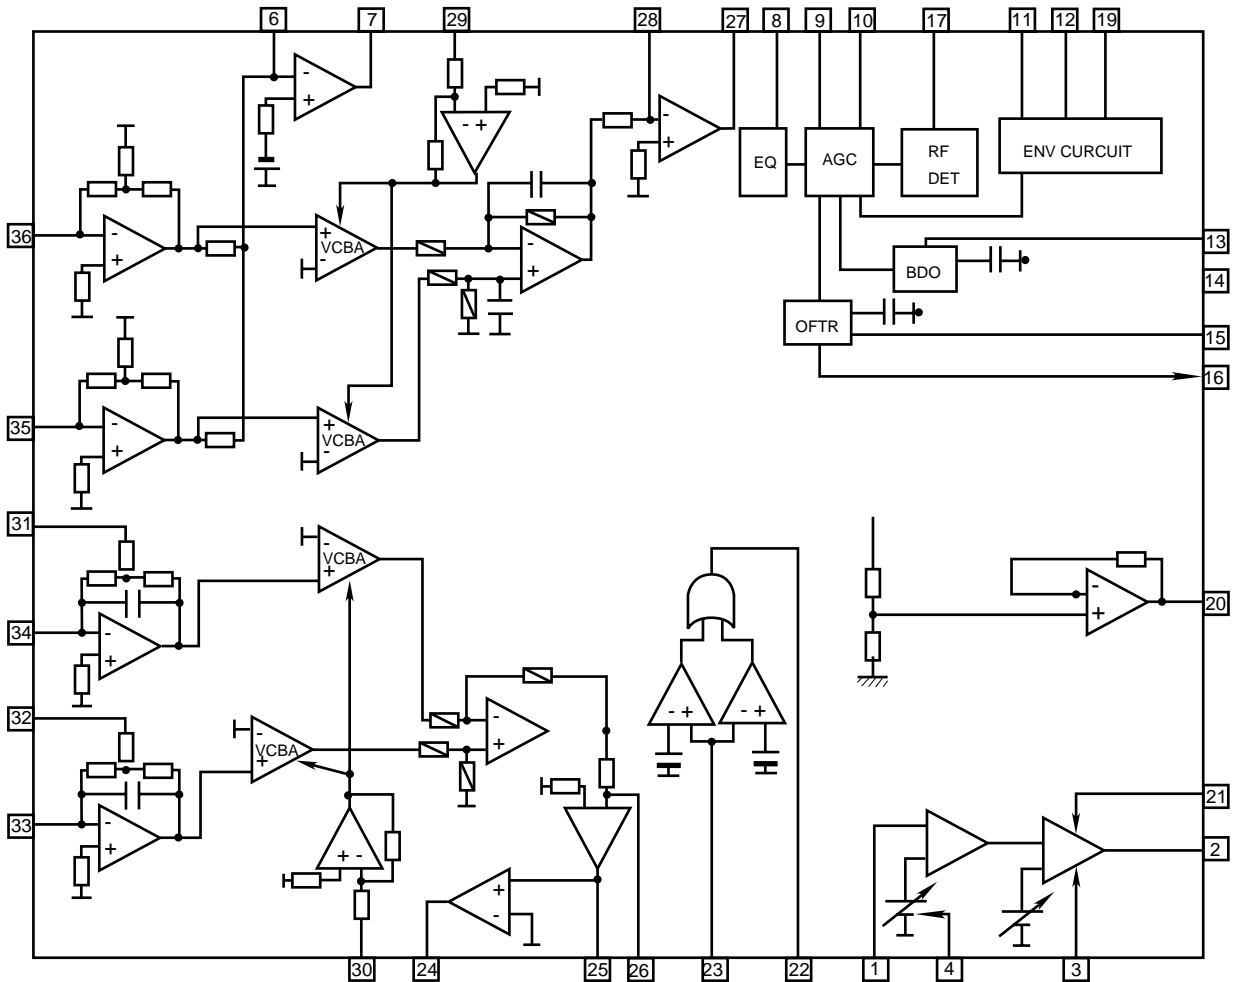 6 7 29 28 27 8 9 10 17 11 12 19
- +
- +
- +
EQ AGC RF DET ENV CURCUIT
36
- +
+ VCBA -
- +
13
BDO
14
OFTR
15
16
35
- +
+ VCBA -
31
- VCBA +
34
- +
- +
20
32
- VCBA +
- +
- + - +
33
- +
+ -
21
2
+ -
30 24 25 26 23 22 1 4 3